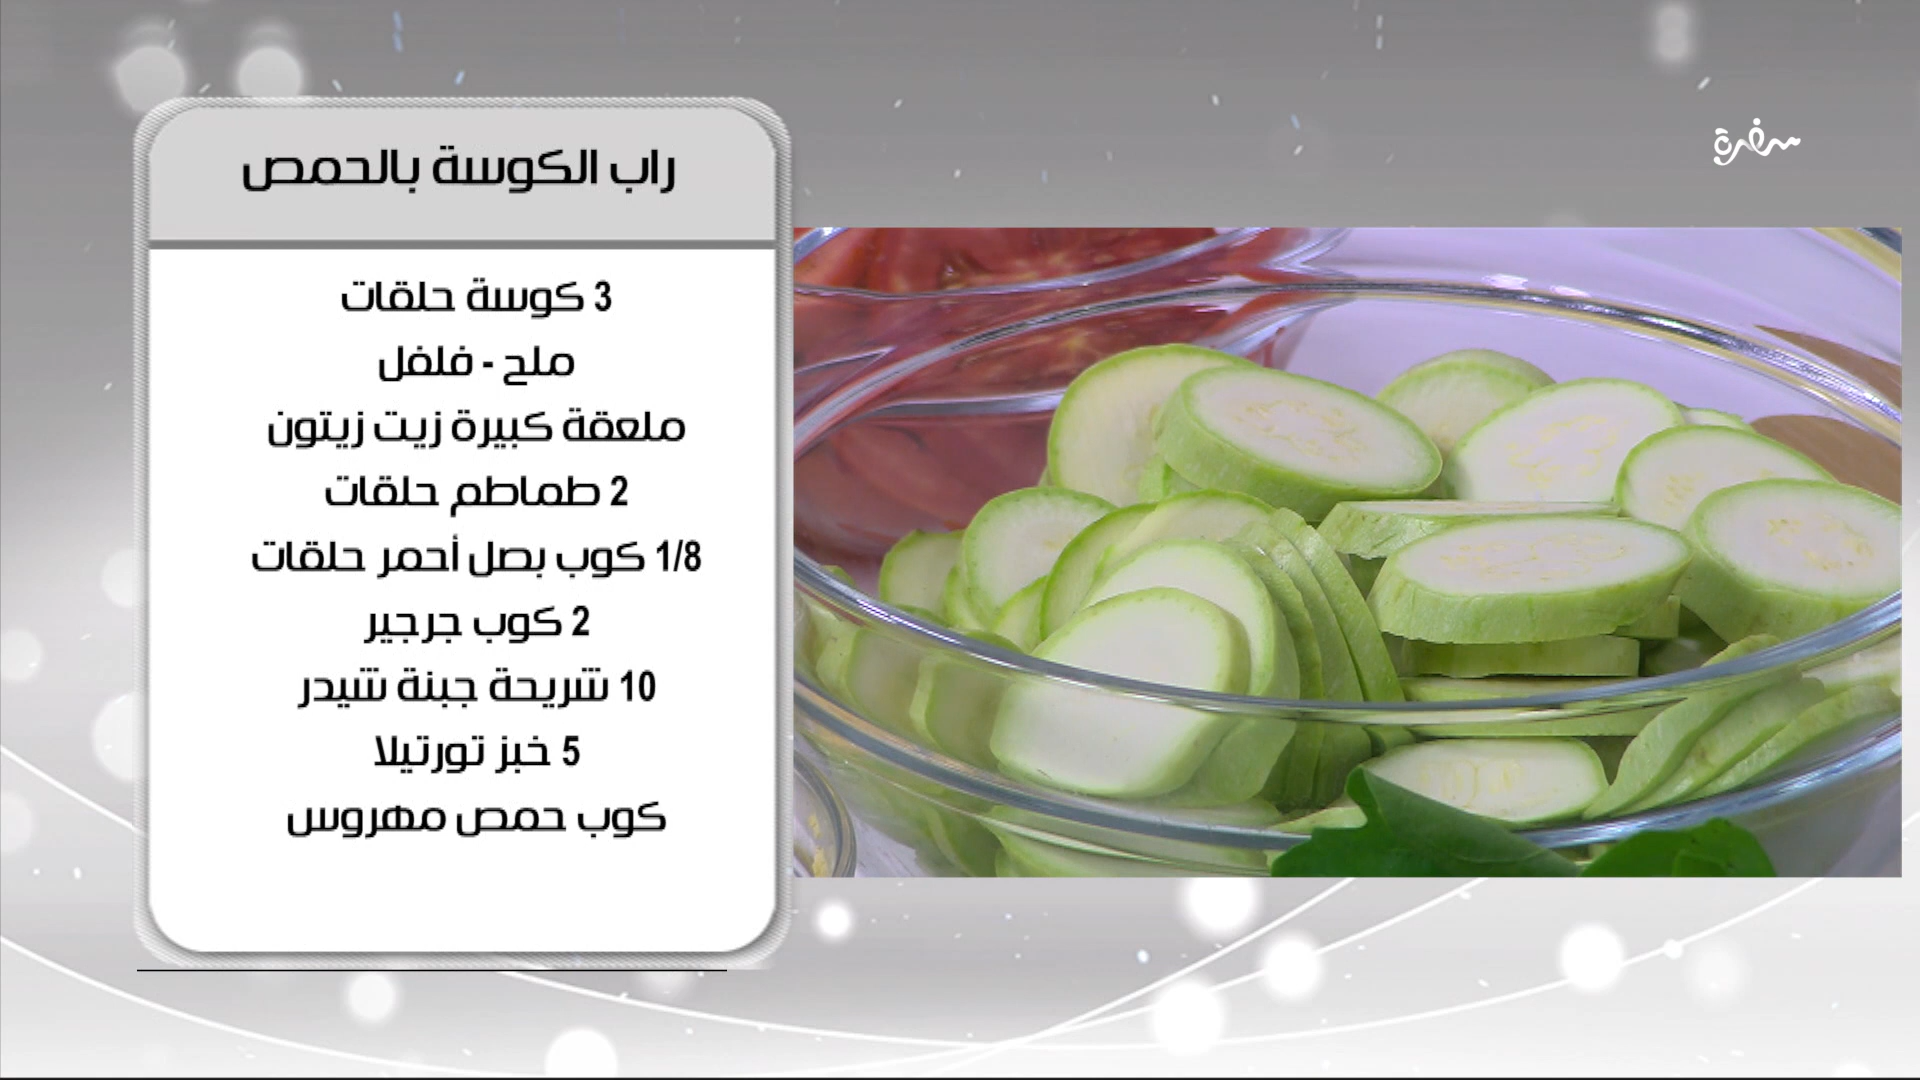 سفرة
راب الكوسة بالحمص
3 كوسة حلقات
ملح - فلفل
ملعقة كبيرة زيت زيتون
2 طماطم حلقات
1/8 كوب بصل أحمر حلقات
2 كوب جرجير
10 شريحة جبنة شيدر
5 خبز تورتيلا
كوب حمص مهروس